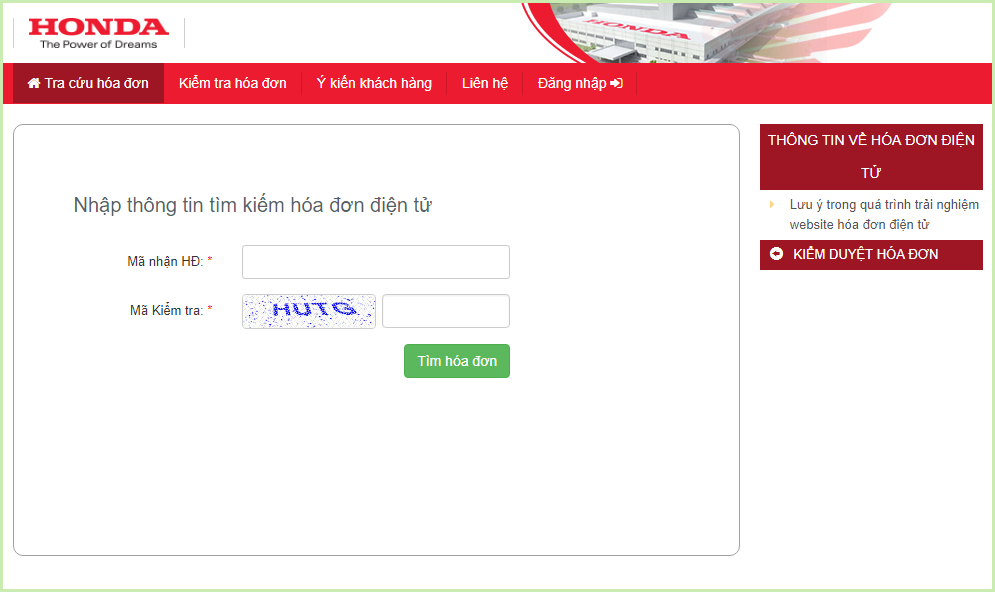 HONDA
The Power of Dreams
HONDA
Tra cứu hóa đơn
Kiểm tra hóa đơn
Ý kiến khách hàng
Liên hệ
Đăng nhập
Nhập thông tin tìm kiếm hóa đơn điện tử
Mã nhận HĐ: *
Mã Kiểm tra: *
HUTG
Tìm hóa đơn
THÔNG TIN VỀ HÓA ĐƠN ĐIỆN
TỬ
Lưu ý trong quá trình trải nghiệm
website hóa đơn điện tử
KIỂM DUYỆT HÓA ĐƠN